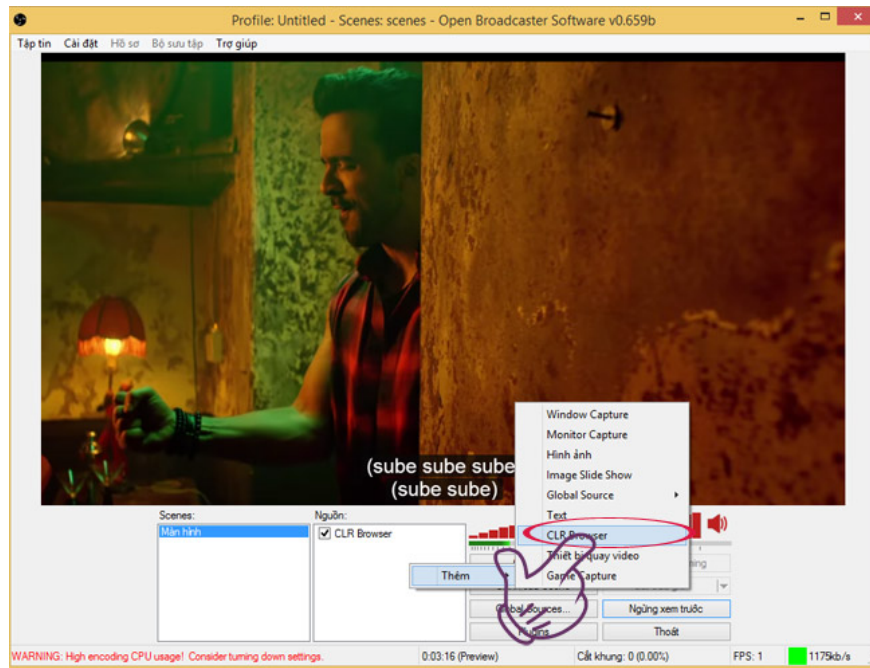 Profile: Untitled - Scenes: scenes - Open Broadcaster Software v0.659b
Tập tin Cài đặt Hồ sơ Bộ sưu tập Trợ giúp
(sube sube sube
(sube sube)
Window Capture
Monitor Capture
Hình ảnh
Image Slide Show
Global Source
Text
CLR Browser
Thiết bị quay video
Game Capture
Scenes:
Màn hình
Nguồn:
CLR Browser
Thêm
Global Sources...
Ngừng xem trước
Plugins
Thoát
WARNING: High encoding CPU usage! Consider turning down settings.
0:03:16 (Preview)
Cắt khung: 0 (0.00%)
FPS: 1
1175kb/s